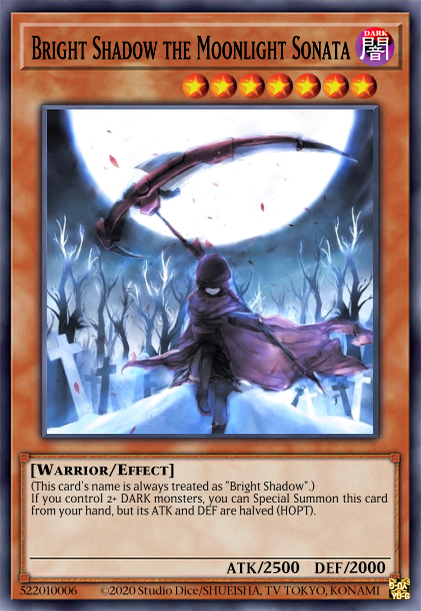 Bright Shadow the Moonlight Sonata
DARK
闇
[Warrior/Effect]
(This card's name is always treated as "Bright Shadow".)
If you control 2+ DARK monsters, you can Special Summon this card
from your hand, but its ATK and DEF are halved (HOPT).
ATK/2500 DEF/2000
522010006 ©2020 Studio Dice/SHUEISHA, TV TOKYO, KONAMI